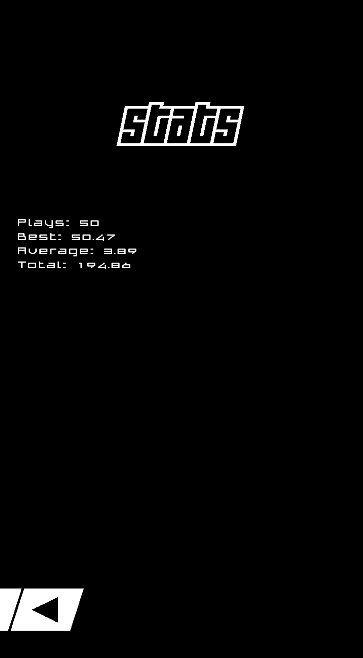 stats
Plays: 50
Best: 50.47
Average: 3.89
Total: 194.86